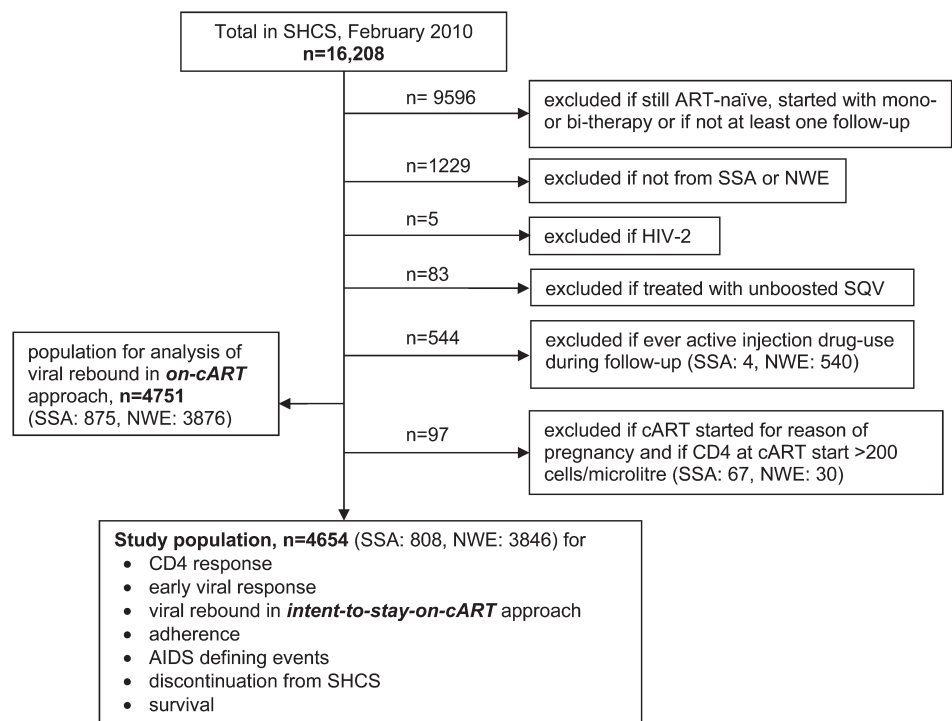 Total in SHCS, February 2010
n=16,208
n= 9596
excluded if still ART-naïve, started with mono-
or bi-therapy or if not at least one follow-up
n=1229
excluded if not from SSA or NWE
n=5
excluded if HIV-2
n=83
excluded if treated with unboosted SQV
n=544
excluded if ever active injection drug-use
during follow-up (SSA: 4, NWE: 540)
population for analysis of
viral rebound in on-cART
approach, n=4751
(SSA: 875, NWE: 3876)
n=97
excluded if cART started for reason of
pregnancy and if CD4 at cART start >200
cells/microlitre (SSA: 67, NWE: 30)
Study population, n=4654 (SSA: 808, NWE: 3846) for
• CD4 response
• early viral response
• viral rebound in intent-to-stay-on-cART approach
• adherence
• AIDS defining events
• discontinuation from SHCS
• survival